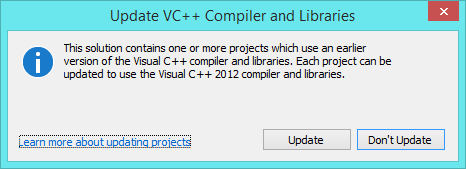 Update VC++ Compiler and Libraries
This solution contains one or more projects which use an earlier
version of the Visual C++ compiler and libraries. Each project can be
updated to use the Visual C++ 2012 compiler and libraries.
Learn more about updating projects
Update
Don't Update